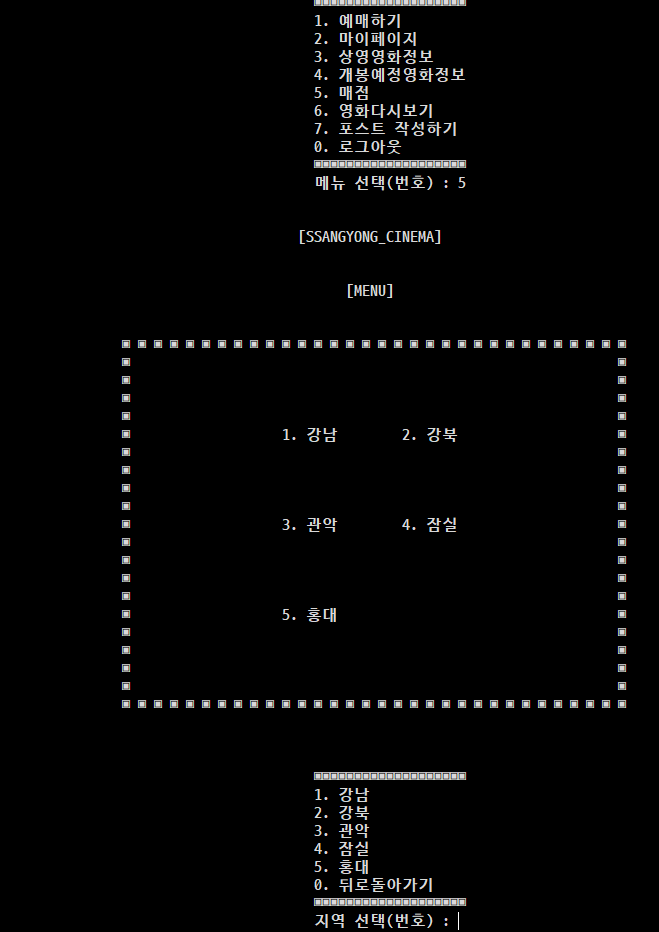 1. 예매하기
2. 마이페이지
3. 상영영화정보
4. 개봉예정영화정보
5. 매점
6. 영화다시보기
7. 포스트 작성하기
0. 로그아웃
메뉴 선택(번호) : 5
[SSANGYONG_CINEMA]
[MENU]
1. 강남 2. 강북
3. 관악 4. 잠실
5. 홍대
1. 강남
2. 강북
3. 관악
4. 잠실
5. 홍대
0. 뒤로돌아가기
지역 선택(번호) :